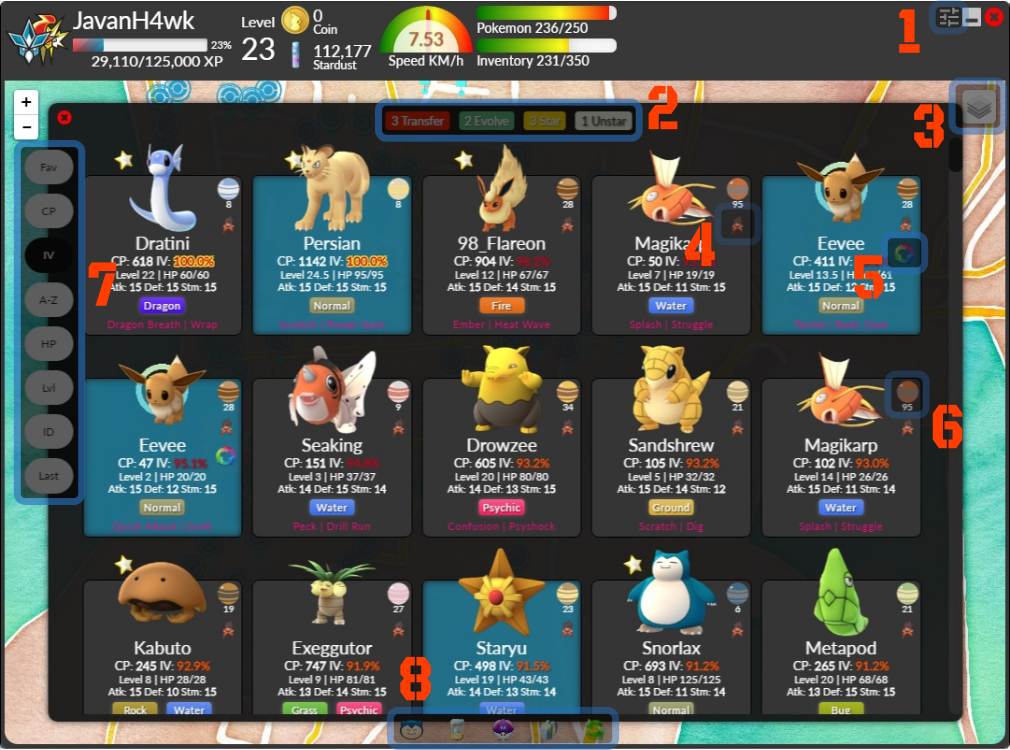 JavanH4wk
23%
29,110/125,000 XP
Level
23
0
Coin
112,177
Stardust
7.53
Speed KM/h
Pokemon 236/250
Inventory 231/350
1
+
−
3 Transfer
2 Evolve
3 Star
1 Unstar
2
3
Fav
CP
IV
A-Z
HP
Lvl
ID
Last
7
8
Dratini
CP: 618 IV: 100.0%
Level 22 | HP 60/60
Atk: 15 Def: 15 Stm: 15
Dragon
Dragon Breath | Wrap
8
Persian
CP: 1142 IV: 100.0%
Level 24.5 | HP 95/95
Atk: 15 Def: 15 Stm: 15
Normal
28
98_Flareon
CP: 904 IV: 98.2%
Level 12 | HP 67/67
Atk: 15 Def: 14 Stm: 15
Fire
Ember | Heat Wave
95
4
CP: 50 IV:
Level 7 | HP 19/19
Atk: 15 Def: 11 Stm: 15
Water
Splash | Struggle
28
Eevee
CP: 411 IV:
5
Level 13.5 |
Atk: 15 Def: 12 Stm: 15
Normal
28
Eevee
CP: 47 IV: 95.1%
Level 2 | HP 20/20
Atk: 15 Def: 12 Stm: 15
Normal
9
Seaking
CP: 151 IV:
Level 3 | HP 37/37
Atk: 14 Def: 15 Stm: 14
Water
Peck | Drill Run
34
Drowzee
CP: 605 IV: 93.2%
Level 20 | HP 80/80
Atk: 14 Def: 13 Stm: 15
Psychic
Confusion | Psyshock
21
Sandshrew
CP: 105 IV: 93.2%
Level 5 | HP 32/32
Atk: 15 Def: 14 Stm: 12
Ground
Scratch | Dig
95
6
Magikarp
CP: 102 IV: 93.0%
Level 14 | HP 26/26
Atk: 15 Def: 11 Stm: 14
Water
Splash | Struggle
19
Kabuto
CP: 245 IV: 92.9%
Level 8 | HP 28/28
Atk: 15 Def: 10 Stm: 15
Rock
Water
27
Exeggutor
CP: 747 IV: 91.9%
Level 9 | HP 81/81
Atk: 13 Def: 14 Stm: 15
Grass
Psychic
23
Staryu
CP: 498 IV: 91.5%
Level 19 | HP 43/43
Atk: 14 Def: 13 Stm: 14
Water
6
Snorlax
CP: 693 IV: 91.2%
Level 8 | HP 125/125
Atk: 15 Def: 11 Stm: 14
Normal
21
Metapod
CP: 265 IV: 91.2%
Level 20 | HP 68/68
Atk: 13 Def: 15 Stm: 15
Bug
8